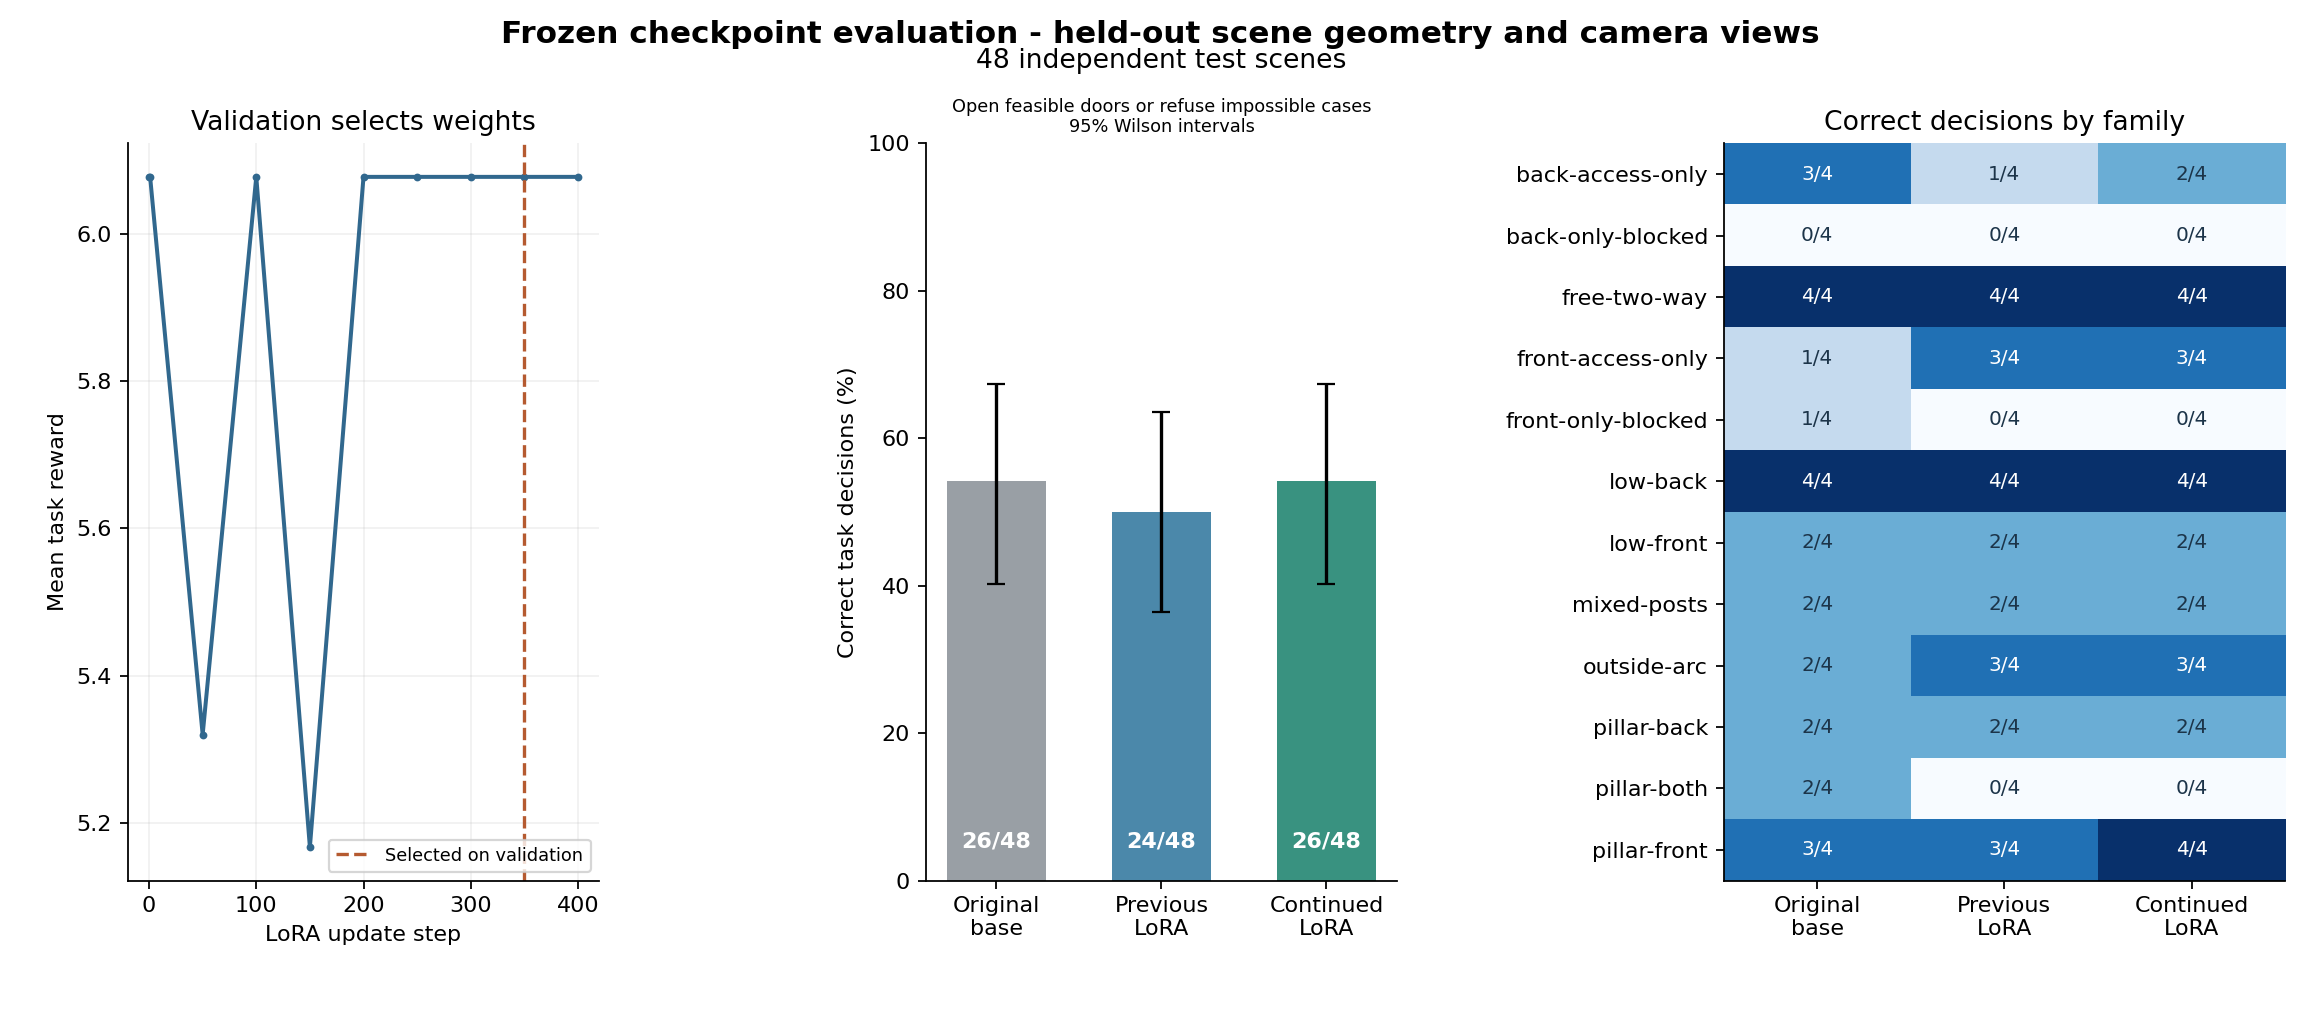 Frozen checkpoint evaluation - held-out scene geometry and camera views
48 independent test scenes
Validation selects weights
Mean task reward
6.0
5.8
5.6
5.4
5.2
0
100
200
300
400
LoRA update step
Selected on validation
Open feasible doors or refuse impossible cases
95% Wilson intervals
Correct task decisions (%)
100
80
60
40
20
0
26/48
24/48
26/48
Original
base
Previous
LoRA
Continued
LoRA
Correct decisions by family
back-access-only 3/4 1/4 2/4
back-only-blocked 0/4 0/4 0/4
free-two-way 4/4 4/4 4/4
front-access-only 1/4 3/4 3/4
front-only-blocked 1/4 0/4 0/4
low-back 4/4 4/4 4/4
low-front 2/4 2/4 2/4
mixed-posts 2/4 2/4 2/4
outside-arc 2/4 3/4 3/4
pillar-back 2/4 2/4 2/4
pillar-both 2/4 0/4 0/4
pillar-front 3/4 3/4 4/4
Original
base
Previous
LoRA
Continued
LoRA